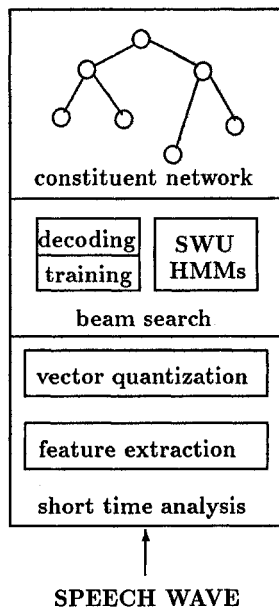 constituent network
decoding
training
SWU
HMMs
beam search
vector quantization
feature extraction
short time analysis
SPEECH WAVE